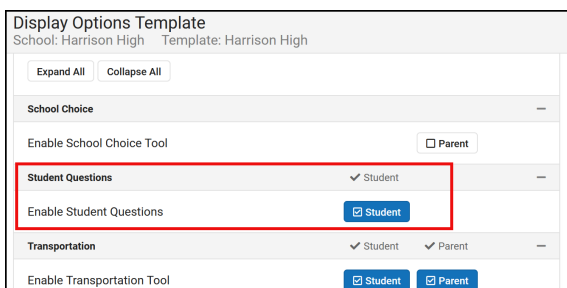 Display Options Template
School: Harrison High Template: Harrison High
Expand All Collapse All
School Choice
Enable School Choice Tool Parent
Student Questions Student
Enable Student Questions Student
Transportation Student Parent
Enable Transportation Tool Student Parent